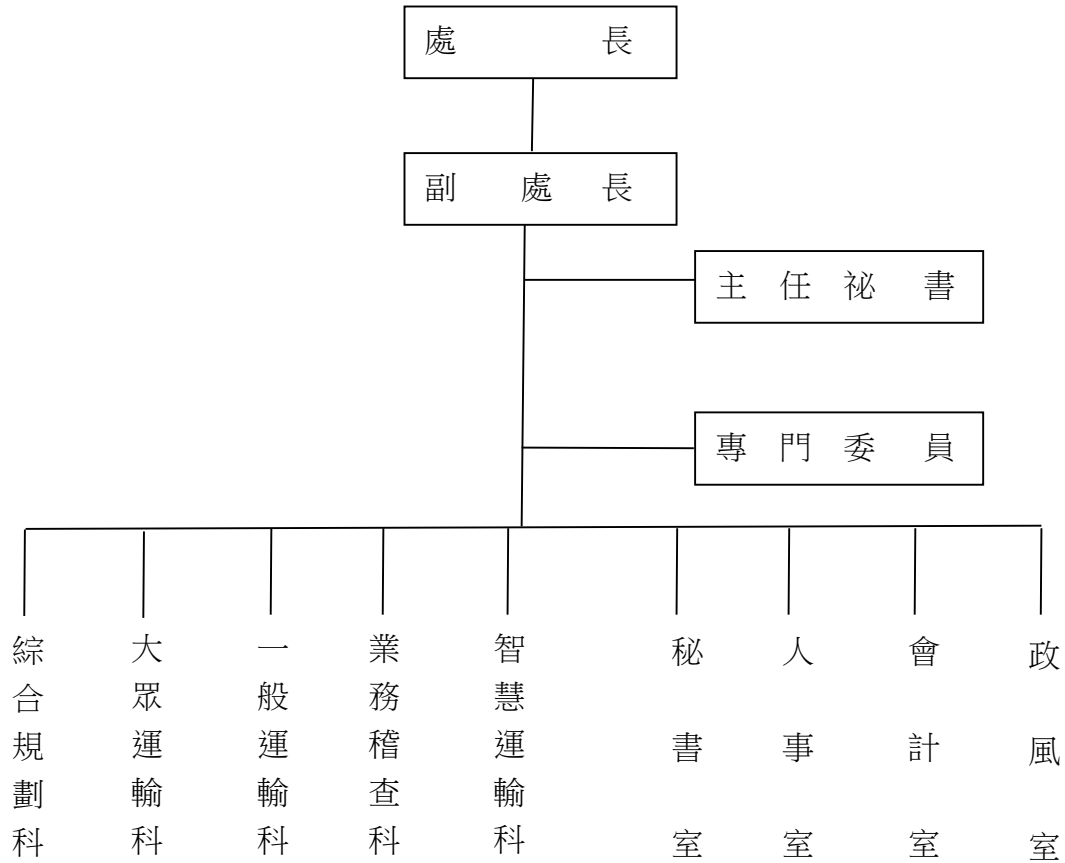 處長
副處長
主任祕書
專門委員
綜合規劃科
大眾運輸科
一般運輸科
業務稽查科
智慧運輸科
秘書室
人事室
會計室
政風室